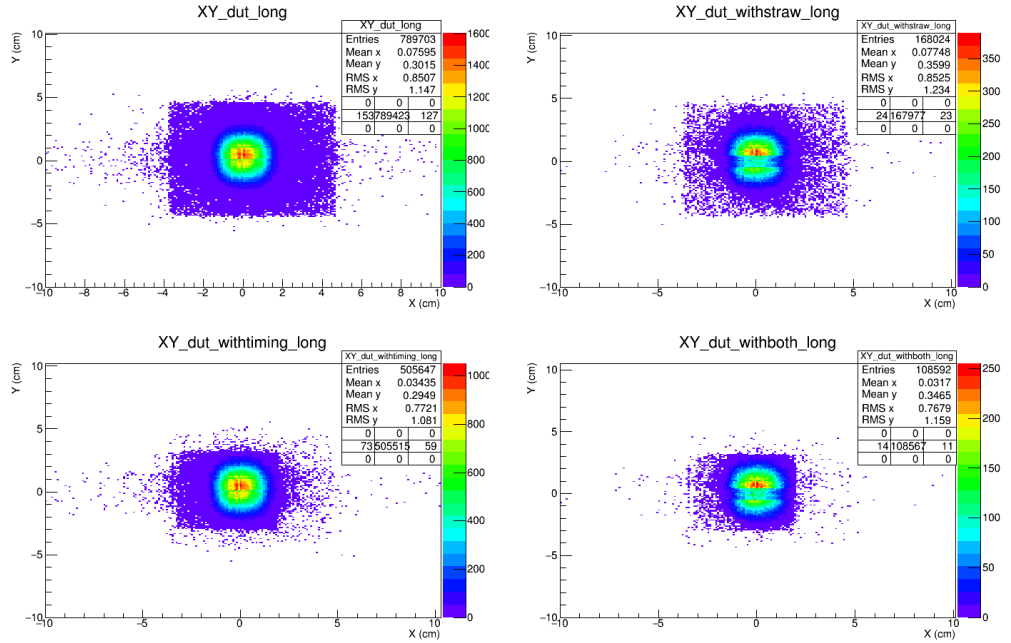 XY_dut_long
Y (cm)
10
5
0
−5
−10
−10 −8 −6 −4 −2 0 2 4 6 8 10
X (cm)
XY_dut_long
Entries 789703
Mean x 0.07595
Mean y 0.3015
RMS x 0.8507
RMS y 1.147
0 0 0
153 789423 127
0 0 0
1600
1400
1200
1000
800
600
400
200
0
XY_dut_withstraw_long
Y (cm)
10
5
0
−5
−10
−10 −5 0 5 10
X (cm)
XY_dut_withstraw_long
Entries 168024
Mean x 0.07748
Mean y 0.3599
RMS x 0.8525
RMS y 1.234
0 0 0
24 167977 23
0 0 0
350
300
250
200
150
100
50
0
XY_dut_withtiming_long
Y (cm)
10
5
0
−5
−10
−10 −5 0 5 10
X (cm)
XY_dut_withtiming_long
Entries 505647
Mean x 0.03435
Mean y 0.2949
RMS x 0.7721
RMS y 1.081
0 0 0
73 505515 59
0 0 0
1000
800
600
400
200
0
XY_dut_withboth_long
Y (cm)
10
5
0
−5
−10
−10 −5 0 5 10
X (cm)
XY_dut_withboth_long
Entries 108592
Mean x 0.0317
Mean y 0.3465
RMS x 0.7679
RMS y 1.159
0 0 0
14 108567 11
0 0 0
250
200
150
100
50
0